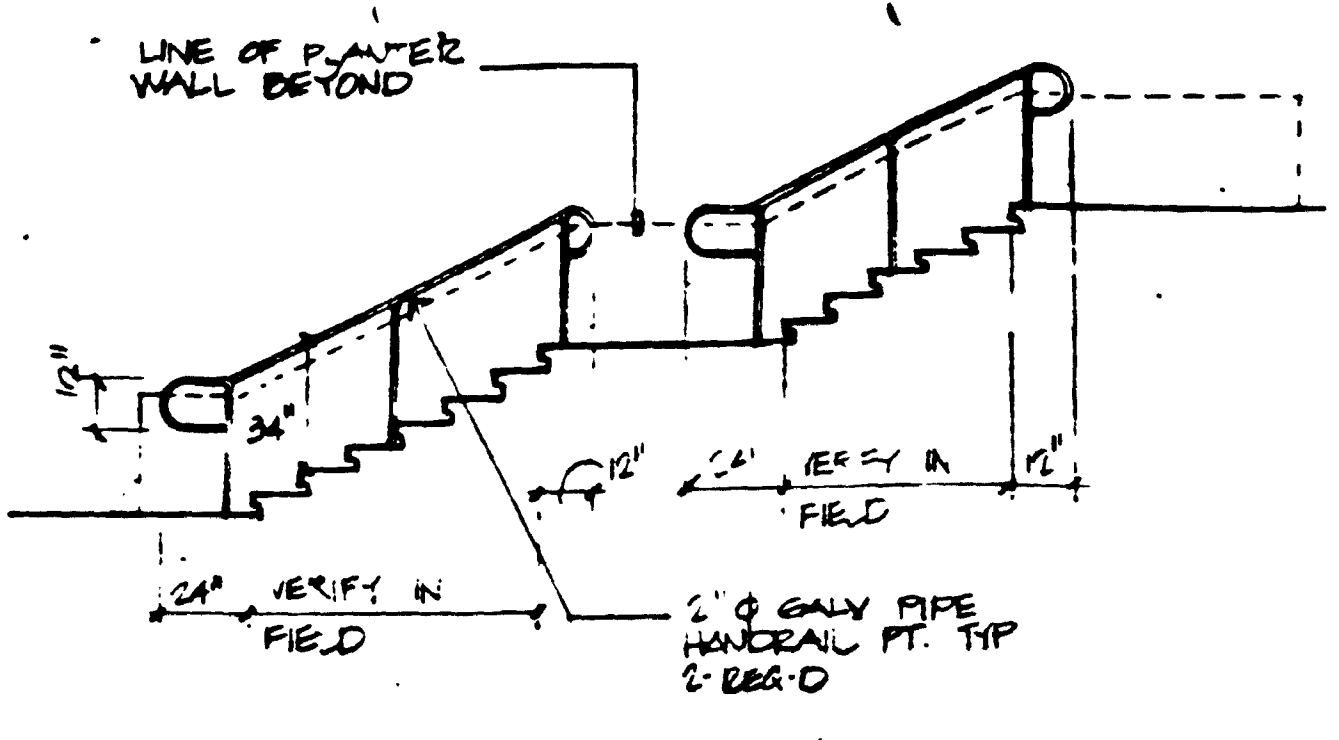 LINE OF PLANTER
WALL BEYOND
12"
34"
12"
24" VERIFY IN
FIELD
12"
24" VERIFY IN
FIELD
2" Φ GALV PIPE
HANDRAIL PT. TYP
2-REQ-D